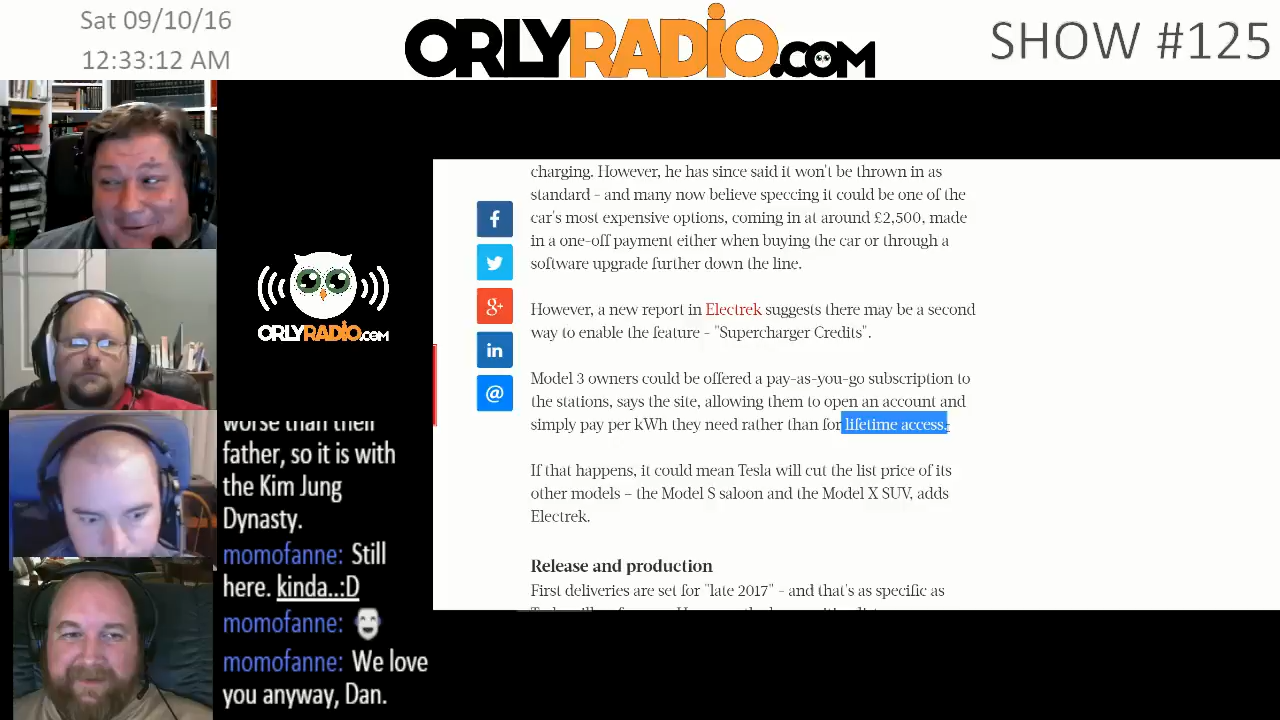 Sat 09/10/16
12:33:12 AM
ORLYRADIO.COM
SHOW #125
charging. However, he has since said it won't be thrown in as
standard - and many now believe speccing it could be one of the
car's most expensive options, coming in at around £2,500, made
in a one-off payment either when buying the car or through a
software upgrade further down the line.
However, a new report in Electrek suggests there may be a second
way to enable the feature - "Supercharger Credits".
Model 3 owners could be offered a pay-as-you-go subscription to
the stations, says the site, allowing them to open an account and
simply pay per kWh they need rather than for lifetime access.
If that happens, it could mean Tesla will cut the list price of its
other models – the Model S saloon and the Model X SUV, adds
Electrek.
Release and production
First deliveries are set for "late 2017" - and that's as specific as
f
g+
in
@
ORLYRADIO.COM
worse than their
father, so it is with
the Kim Jung
Dynasty.
momofanne: Still
here. kinda..:D
momofanne:
momofanne: We love
you anyway, Dan.